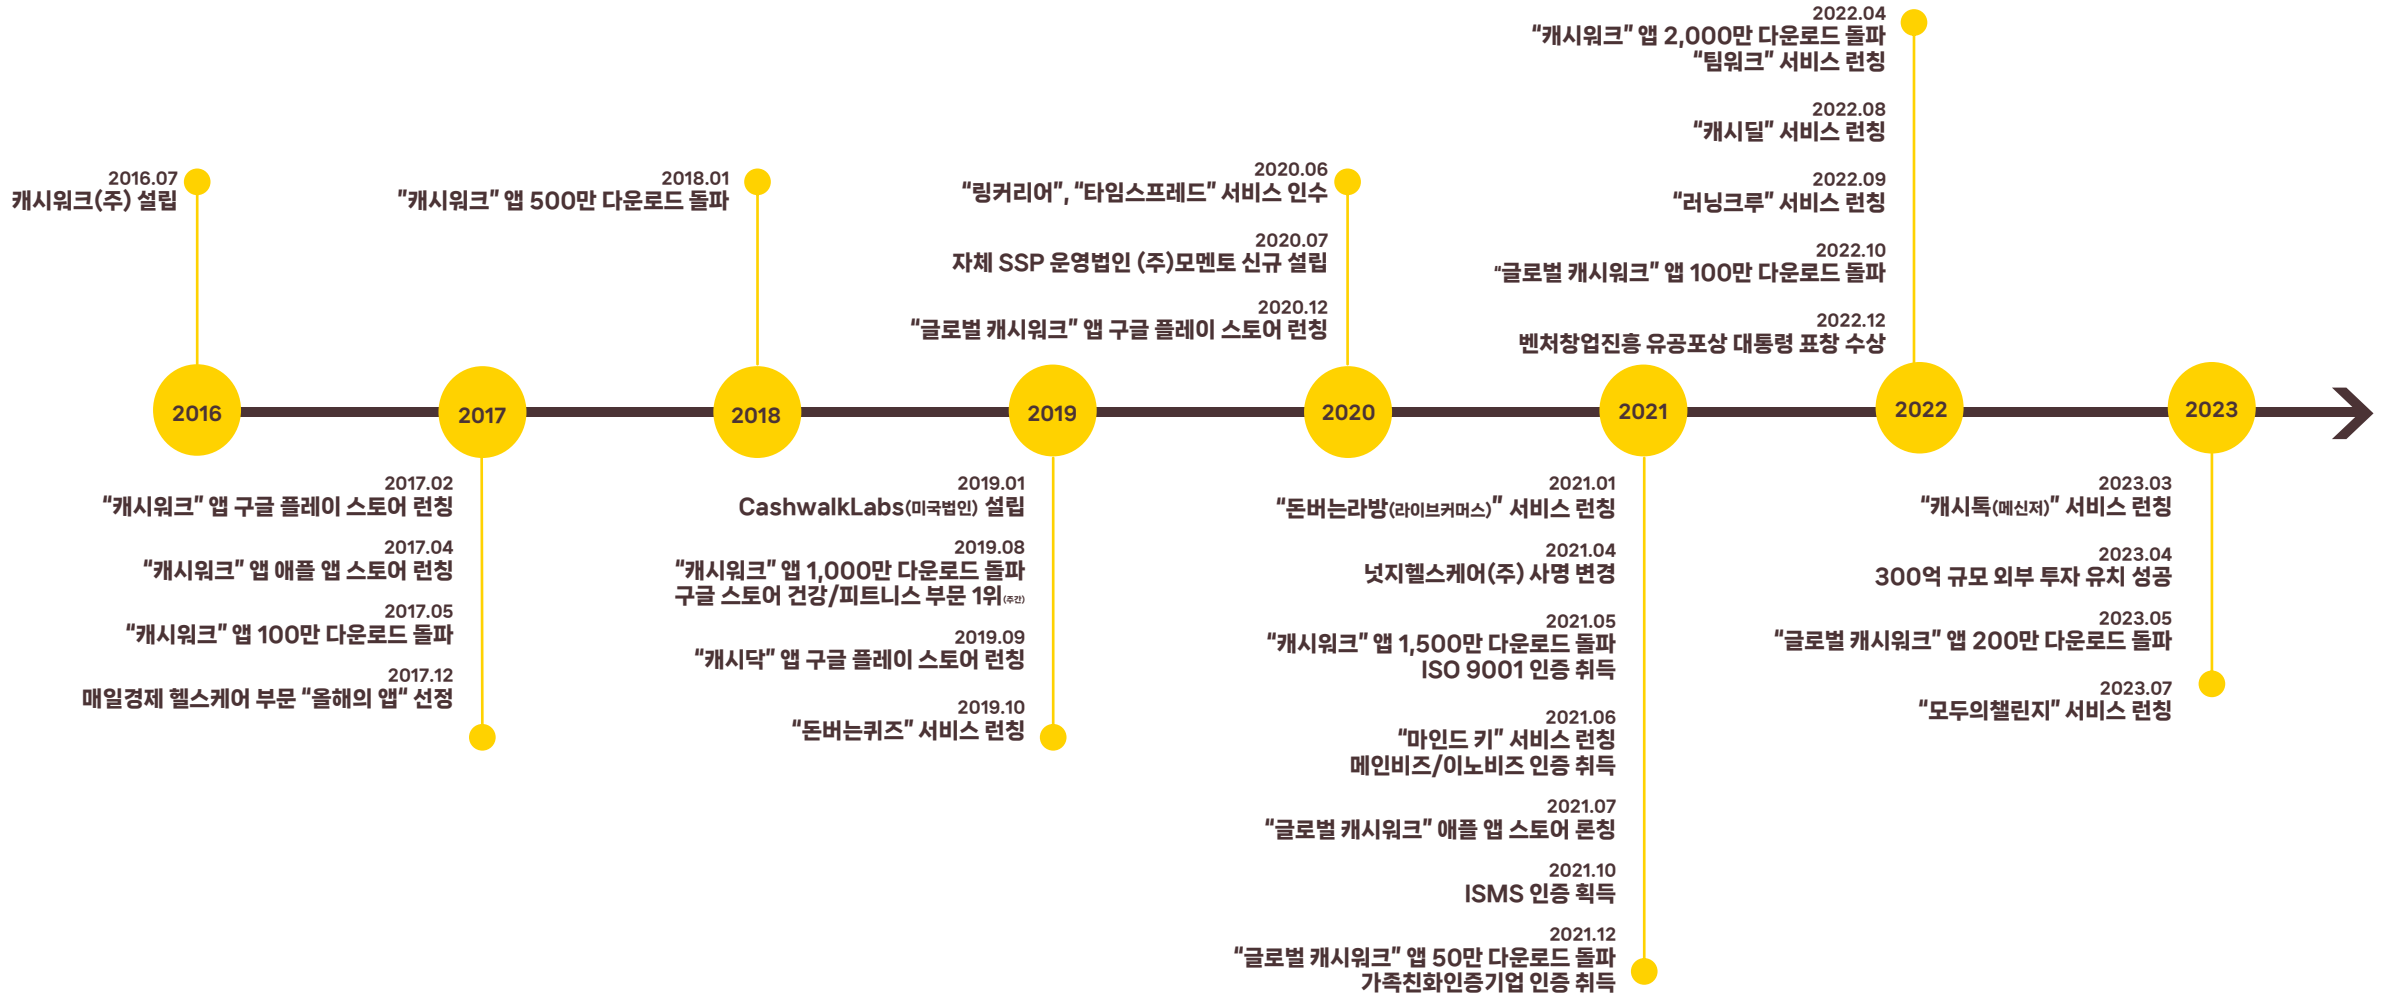 2016.07
캐시워크(주) 설립
2016
2017
2017.02
“캐시워크” 앱 구글 플레이 스토어 런칭
2017.04
“캐시워크” 앱 애플 앱 스토어 런칭
2017.05
“캐시워크” 앱 100만 다운로드 돌파
2017.12
매일경제 헬스케어 부문 “올해의 앱“ 선정
2018.01
”캐시워크” 앱 500만 다운로드 돌파
2018
2019
2019.01
CashwalkLabs(미국법인) 설립
2019.08
“캐시워크” 앱 1,000만 다운로드 돌파
구글 스토어 건강/피트니스 부문 1위(주간)
2019.09
“캐시닥” 앱 구글 플레이 스토어 런칭
2019.10
“돈버는퀴즈” 서비스 런칭
2020.06
“링커리어”, “타임스프레드” 서비스 인수
2020.07
자체 SSP 운영법인 (주)모멘토 신규 설립
2020.12
“글로벌 캐시워크” 앱 구글 플레이 스토어 런칭
2020
2021
2021.01
“돈버는라방(라이브커머스)” 서비스 런칭
2021.04
넛지헬스케어(주) 사명 변경
2021.05
“캐시워크” 앱 1,500만 다운로드 돌파
ISO 9001 인증 취득
2021.06
“마인드 키” 서비스 런칭
메인비즈/이노비즈 인증 취득
2021.07
“글로벌 캐시워크” 애플 앱 스토어 론칭
2021.10
ISMS 인증 획득
2021.12
“글로벌 캐시워크” 앱 50만 다운로드 돌파
가족친화인증기업 인증 취득
2022.04
“캐시워크” 앱 2,000만 다운로드 돌파
“팀워크” 서비스 런칭
2022.08
“캐시딜” 서비스 런칭
2022.09
“러닝크루” 서비스 런칭
2022.10
“글로벌 캐시워크” 앱 100만 다운로드 돌파
2022.12
벤처창업진흥 유공포상 대통령 표창 수상
2022
2023
2023.03
“캐시톡(메신저)” 서비스 런칭
2023.04
300억 규모 외부 투자 유치 성공
2023.05
“글로벌 캐시워크” 앱 200만 다운로드 돌파
2023.07
“모두의챌린지” 서비스 런칭